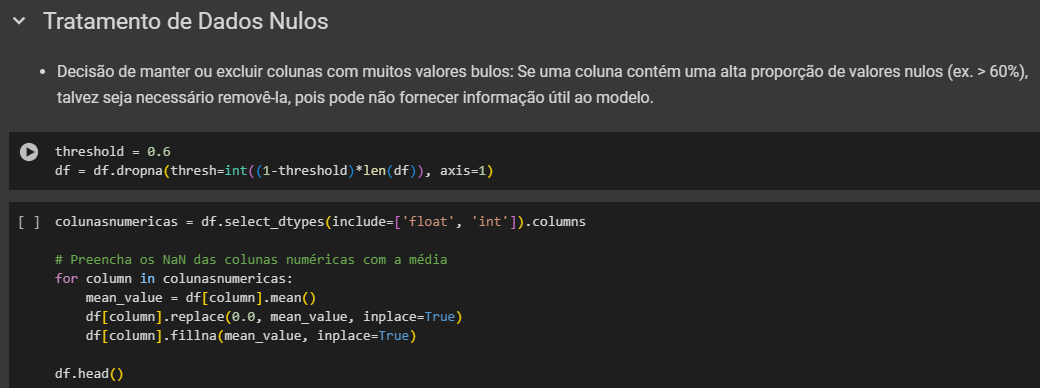 Tratamento de Dados Nulos
• Decisão de manter ou excluir colunas com muitos valores bulos: Se uma coluna contém uma alta proporção de valores nulos (ex. > 60%),
talvez seja necessário removê-la, pois pode não fornecer informação útil ao modelo.
threshold = 0.6
df = df.dropna(thresh=int((1-threshold)*len(df)), axis=1)
[ ] colunasnumericas = df.select_dtypes(include=['float', 'int']).columns
# Preencha os NaN das colunas numéricas com a média
for column in colunasnumericas:
    mean_value = df[column].mean()
    df[column].replace(0.0, mean_value, inplace=True)
    df[column].fillna(mean_value, inplace=True)
df.head()